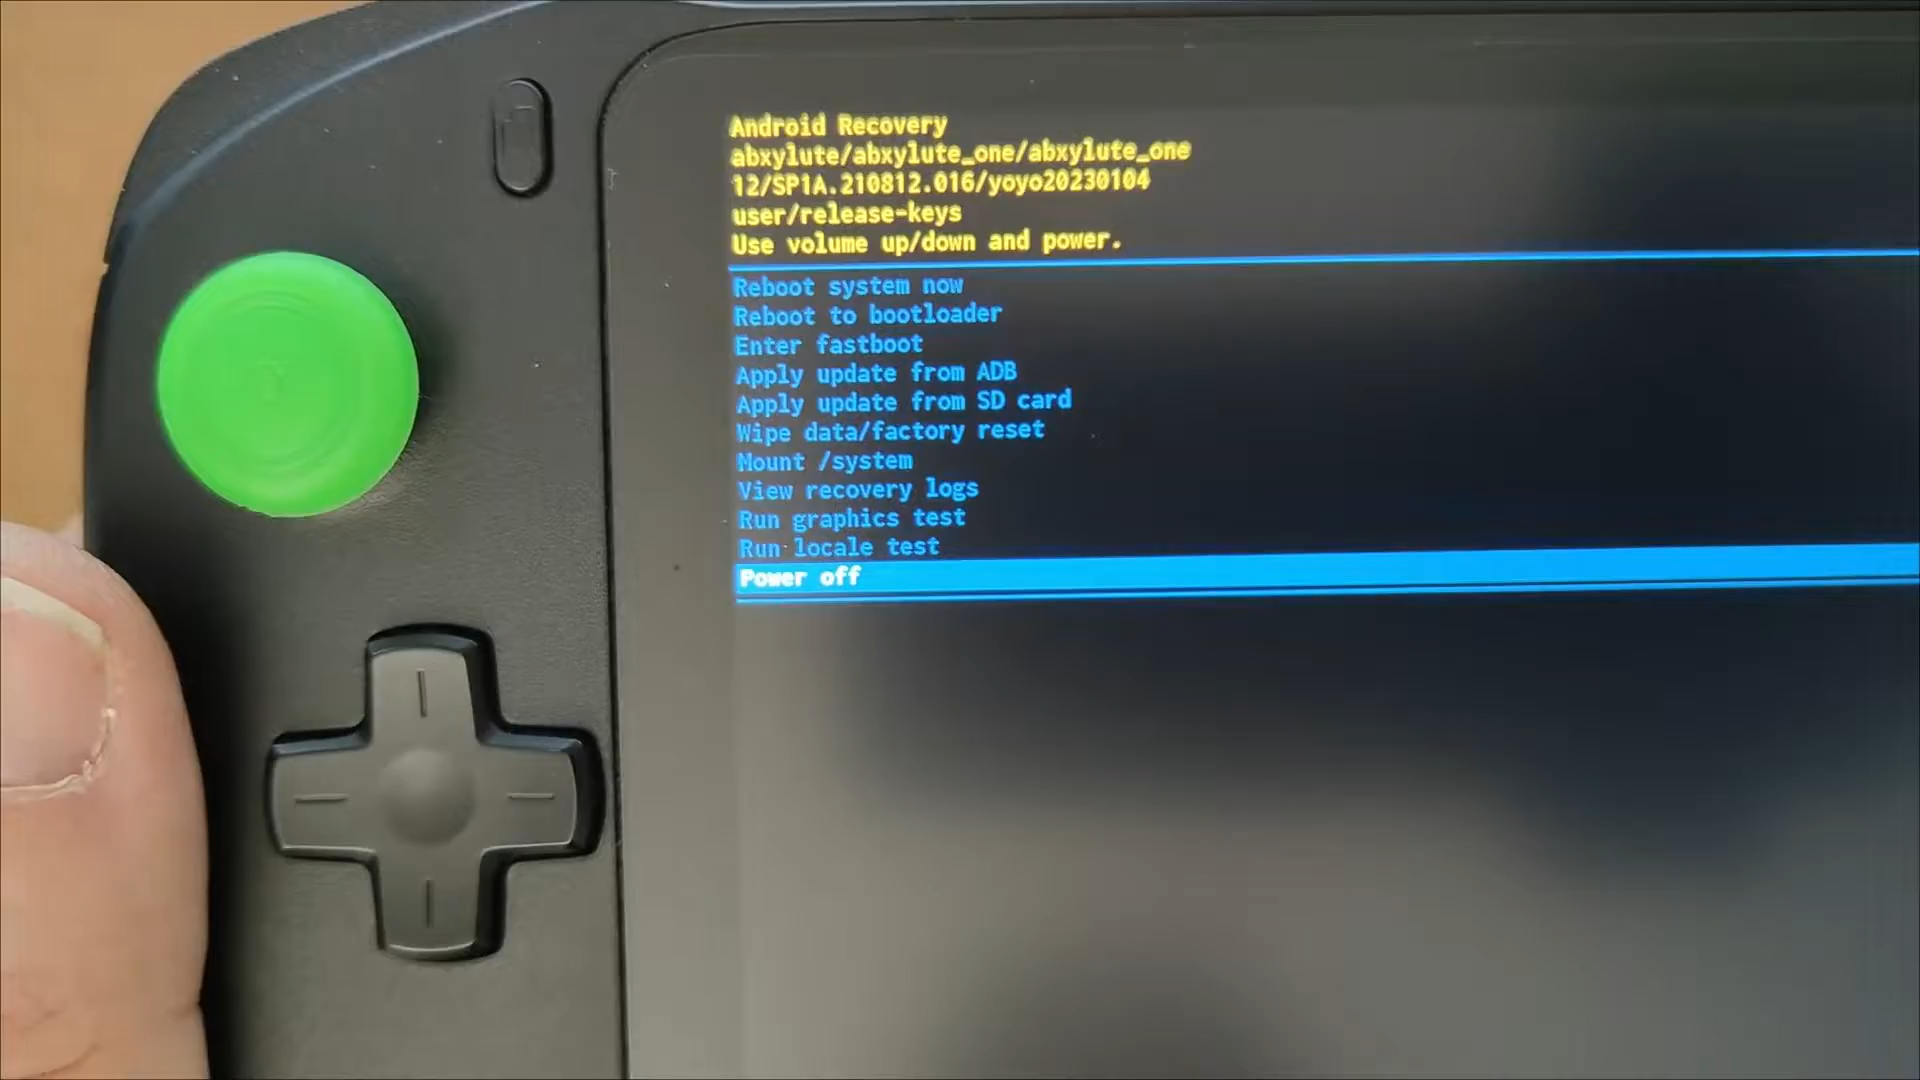 Android Recovery
abxylute/abxylute_one/abxylute_one
12/SP1A.210812.016/yoyo20230104
user/release-keys
Use volume up/down and power.
Reboot system now
Reboot to bootloader
Enter fastboot
Apply update from ADB
Apply update from SD card
Wipe data/factory reset
Mount /system
View recovery logs
Run graphics test
Run locale test
Power off